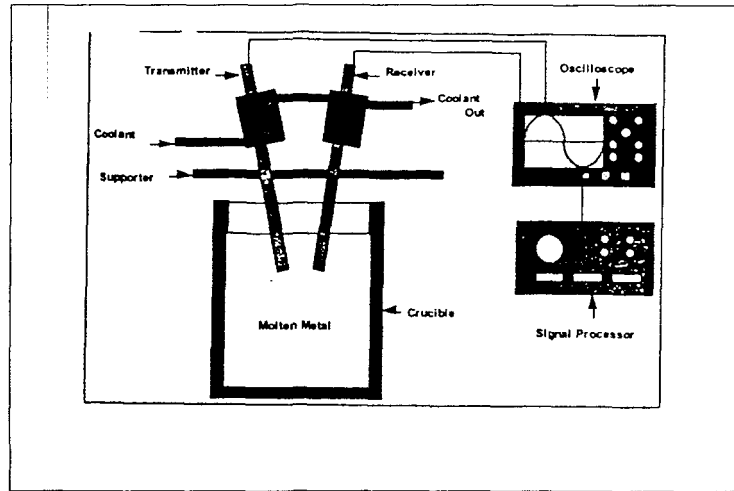 Transmitter
Receiver
Oscilloscope
Coolant
Out
Coolant
Supporter
Crucible
Molten Metal
Signal Processor